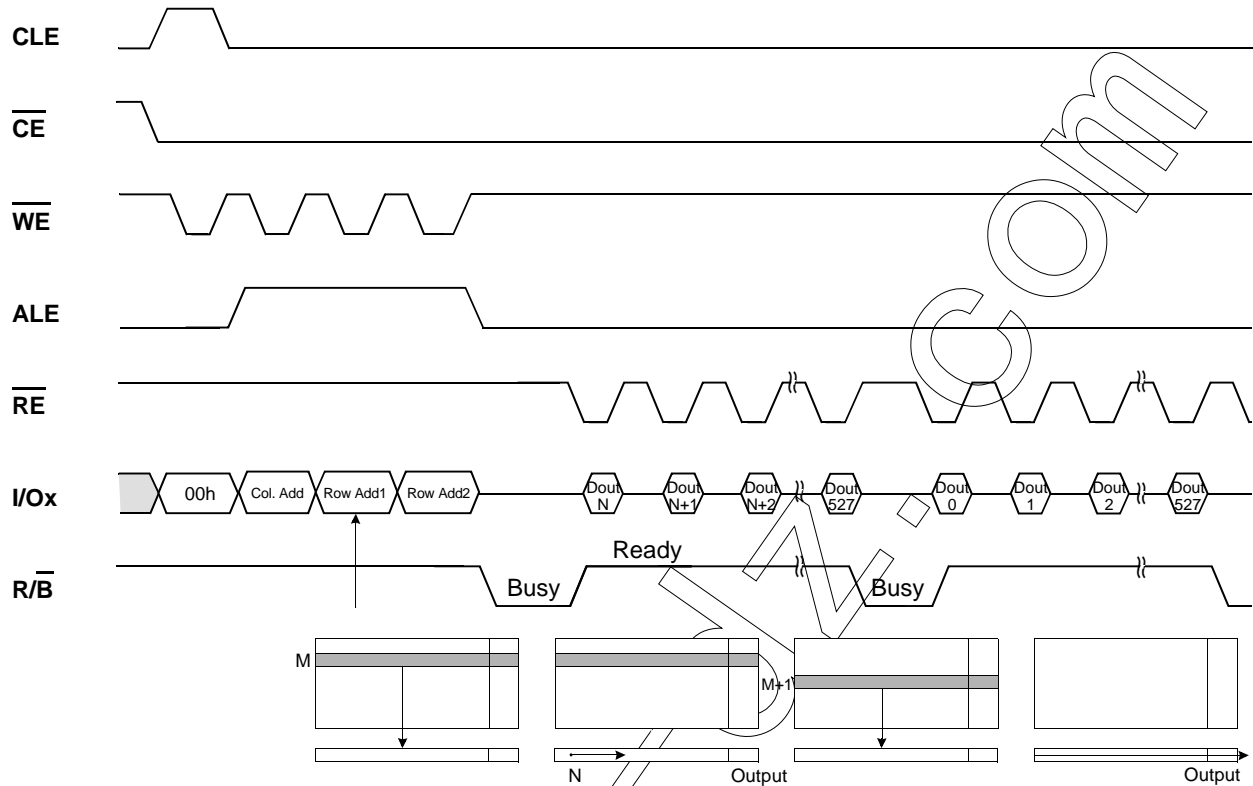 CLE
CE
WE
ALE
RE
I/Ox 00h Col. Add Row Add1 Row Add2 Dout N Dout N+1 Dout N+2 Dout 527 Dout 0 Dout 1 Dout 2 Dout 527
Ready
R/B Busy Busy
M M+1
N Output Output
.com